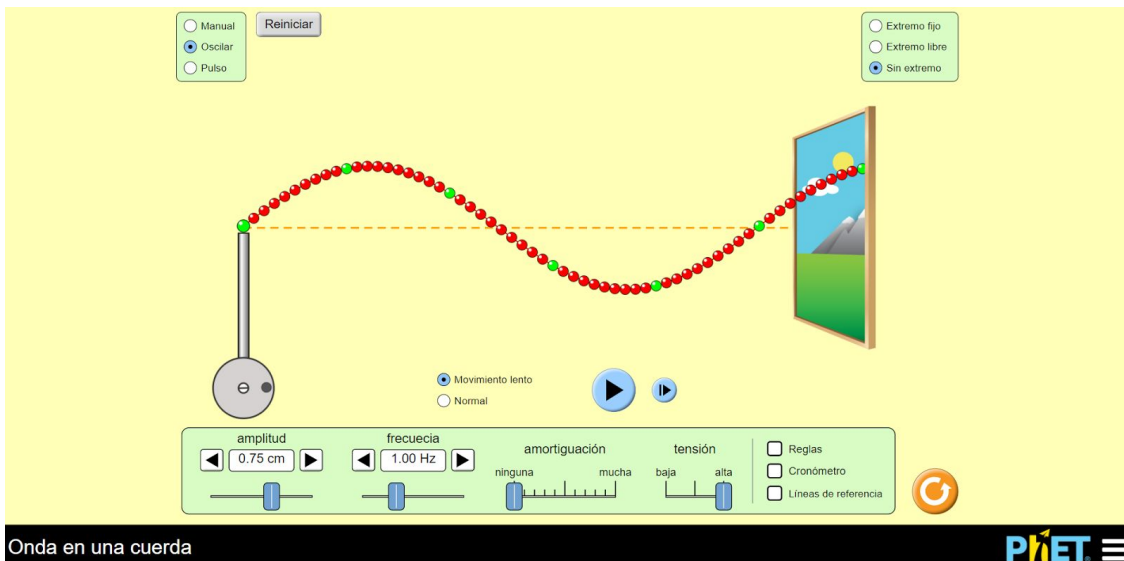 Manual
Oscilar
Pulso
Reiniciar
Extremo fijo
Extremo libre
Sin extremo
Movimiento lento
Normal
amplitud
0.75 cm
frecuecia
1.00 Hz
amortiguación
ninguna mucha
tensión
baja alta
Reglas
Cronómetro
Líneas de referencia
Onda en una cuerda
PhET